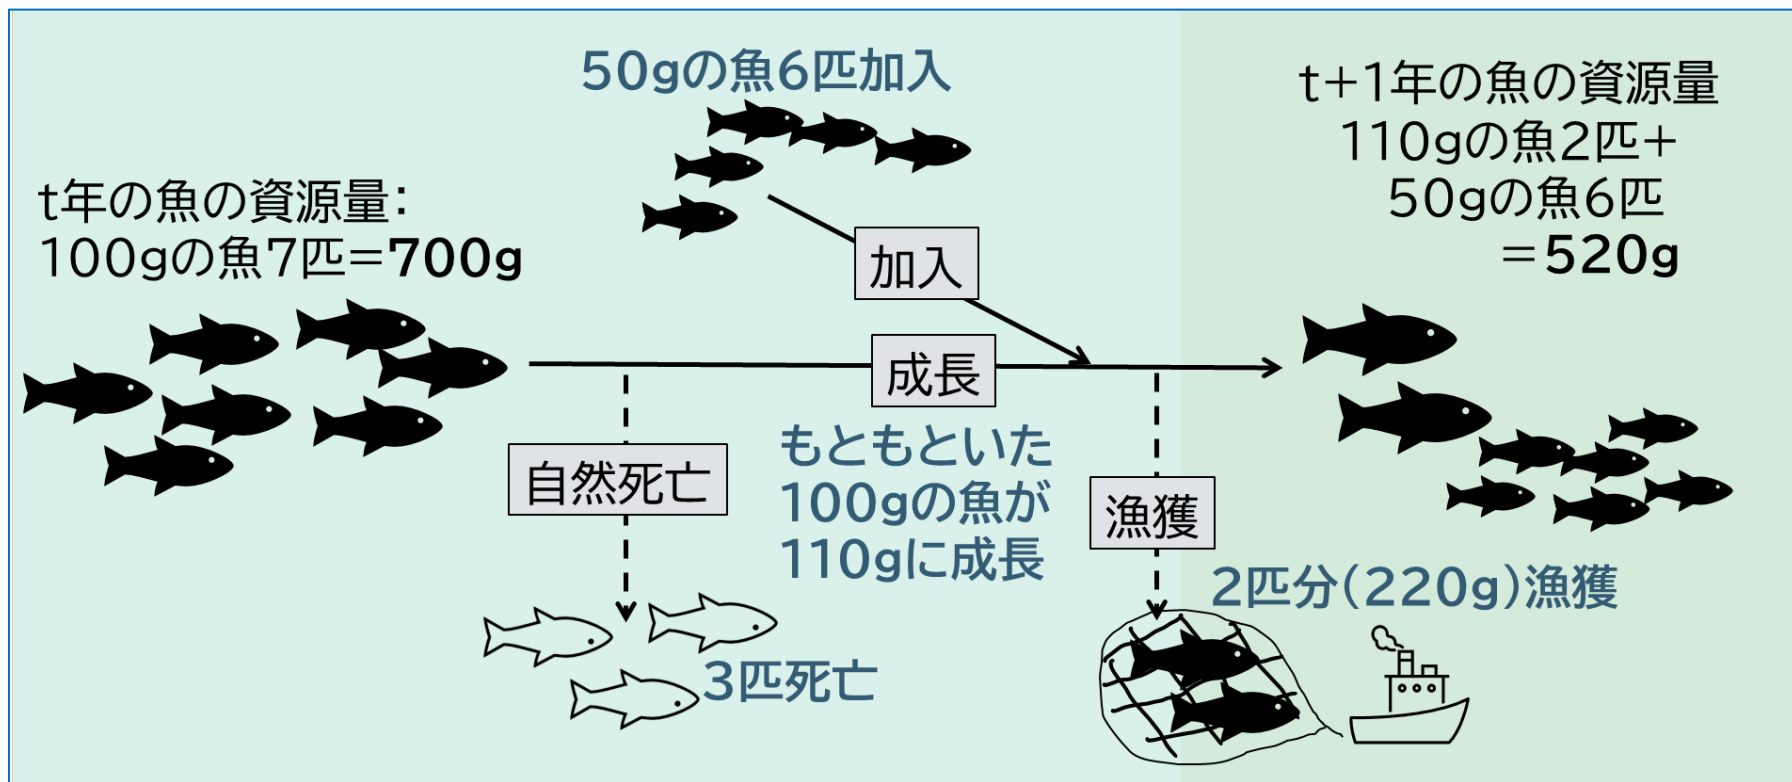 50gの魚6匹加入
t年の魚の資源量：
100gの魚7匹＝700g
加入
成長
自然死亡
もともといた
100gの魚が
110gに成長
3匹死亡
漁獲
2匹分（220g）漁獲
t＋1年の魚の資源量
110gの魚2匹＋
50gの魚6匹
＝520g